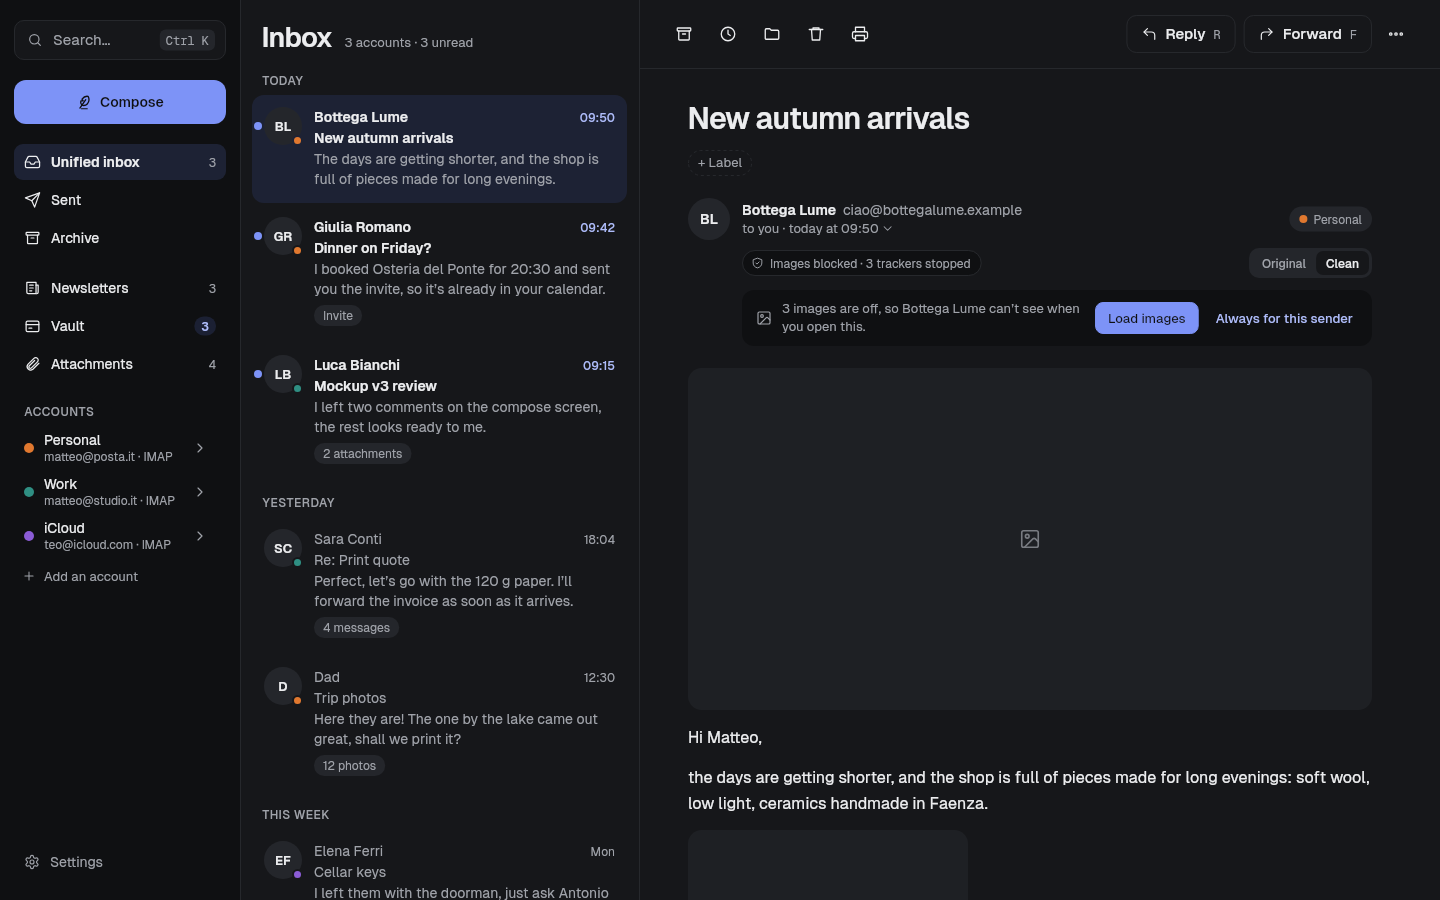 Search...
Ctrl K
Compose
Unified inbox 3
Sent
Archive
Newsletters 3
Vault 3
Attachments 4
ACCOUNTS
Personal
matteo@posta.it · IMAP
Work
matteo@studio.it · IMAP
iCloud
teo@icloud.com · IMAP
+ Add an account
Settings
Inbox 3 accounts · 3 unread
TODAY
BL
Bottega Lume 09:50
New autumn arrivals
The days are getting shorter, and the shop is
full of pieces made for long evenings.
GR
Giulia Romano 09:42
Dinner on Friday?
I booked Osteria del Ponte for 20:30 and sent
you the invite, so it’s already in your calendar.
Invite
LB
Luca Bianchi 09:15
Mockup v3 review
I left two comments on the compose screen,
the rest looks ready to me.
2 attachments
YESTERDAY
SC
Sara Conti 18:04
Re: Print quote
Perfect, let’s go with the 120 g paper. I’ll
forward the invoice as soon as it arrives.
4 messages
D
Dad 12:30
Trip photos
Here they are! The one by the lake came out
great, shall we print it?
12 photos
THIS WEEK
EF
Elena Ferri Mon
Cellar keys
I left them with the doorman, just ask Antonio
Reply R
Forward F
New autumn arrivals
+ Label
BL
Bottega Lume ciao@bottegalume.example
to you · today at 09:50
Personal
Images blocked · 3 trackers stopped
Original Clean
3 images are off, so Bottega Lume can’t see when
you open this.
Load images
Always for this sender
Hi Matteo,
the days are getting shorter, and the shop is full of pieces made for long evenings: soft wool,
low light, ceramics handmade in Faenza.